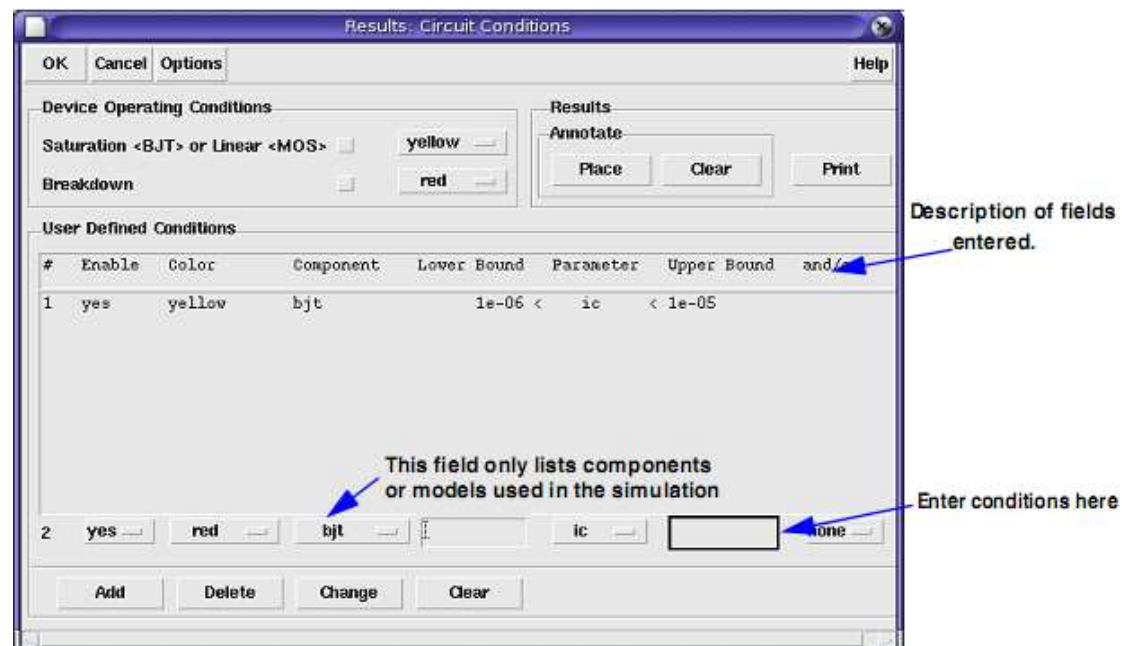 Results: Circuit Conditions
OK Cancel Options Help
Device Operating Conditions
Saturation <BJT> or Linear <MOS> yellow
Breakdown red
Results
Annotate
Place Clear Print
User Defined Conditions
# Enable Color Component Lower Bound Parameter Upper Bound
1 yes yellow bjt 1e-06 < ic < 1e-05
2 yes red bjt ic none
Add Delete Change Clear
Description of fields
entered.
This field only lists components
or models used in the simulation
Enter conditions here